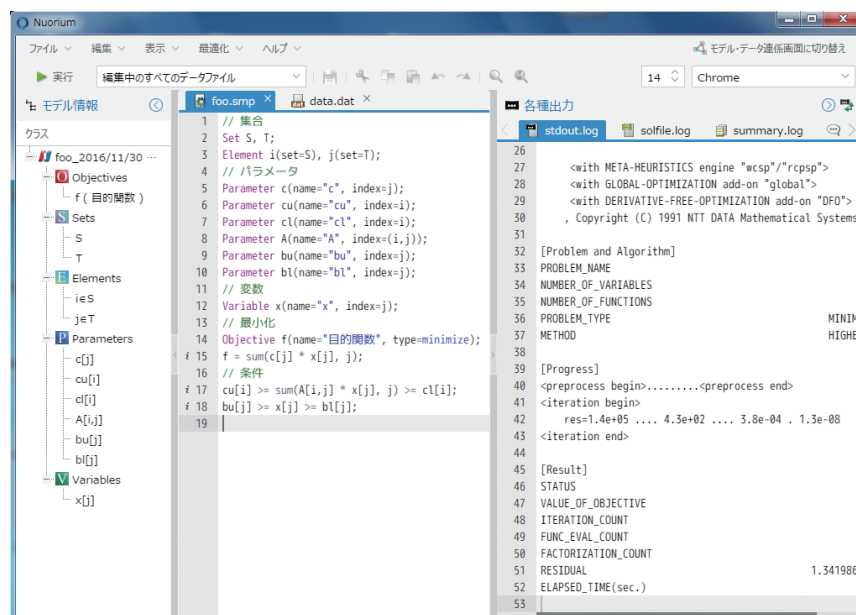 Nuorium
ファイル 編集 表示 最適化 ヘルプ モデル・データ連係画面に切り替え
実行 編集中のすべてのデータファイル 14 Chrome
モデル情報
クラス
foo_2016/11/30 ...
O Objectives
f ( 目的関数 )
S Sets
S
T
E Elements
i∈S
j∈T
P Parameters
c[j]
cu[i]
cl[i]
A[i,j]
bu[j]
bl[j]
V Variables
x[j]
foo.smp × data.dat ×
1 // 集合
2 Set S, T;
3 Element i(set=S), j(set=T);
4 // パラメータ
5 Parameter c(name="c", index=j);
6 Parameter cu(name="cu", index=i);
7 Parameter cl(name="cl", index=i);
8 Parameter A(name="A", index=(i,j));
9 Parameter bu(name="bu", index=j);
10 Parameter bl(name="bl", index=j);
11 // 変数
12 Variable x(name="x", index=j);
13 // 最小化
14 Objective f(name="目的関数", type=minimize);
i 15 f = sum(c[j] * x[j], j);
16 // 条件
i 17 cu[i] >= sum(A[i,j] * x[j], j) >= cl[i];
i 18 bu[j] >= x[j] >= bl[j];
19
各種出力
stdout.log solfile.log summary.log
26
27 <with META-HEURISTICS engine "wcsp"/"rcpsp">
28 <with GLOBAL-OPTIMIZATION add-on "global">
29 <with DERIVATIVE-FREE-OPTIMIZATION add-on "DFO">
30 , Copyright (C) 1991 NTT DATA Mathematical Systems
31
32 [Problem and Algorithm]
33 PROBLEM_NAME
34 NUMBER_OF_VARIABLES
35 NUMBER_OF_FUNCTIONS
36 PROBLEM_TYPE MINIM
37 METHOD HIGHE
38
39 [Progress]
40 <preprocess begin>.........<preprocess end>
41 <iteration begin>
42 res=1.4e+05 .... 4.3e+02 .... 3.8e-04 . 1.3e-08
43 <iteration end>
44
45 [Result]
46 STATUS
47 VALUE_OF_OBJECTIVE
48 ITERATION_COUNT
49 FUNC_EVAL_COUNT
50 FACTORIZATION_COUNT
51 RESIDUAL 1.341986
52 ELAPSED_TIME(sec.)
53